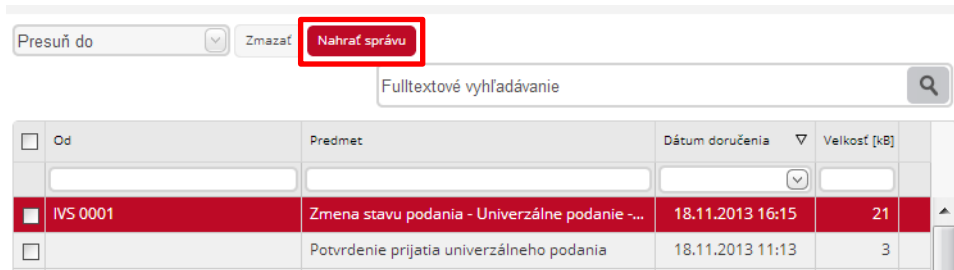 Presuň do Zmazať Nahrať správu
Fulltextové vyhľadávanie
Od Predmet Dátum doručenia Velkosť [kB]
IVS 0001 Zmena stavu podania - Univerzálne podanie -... 18.11.2013 16:15 21
Potvrdenie prijatia univerzálneho podania 18.11.2013 11:13 3